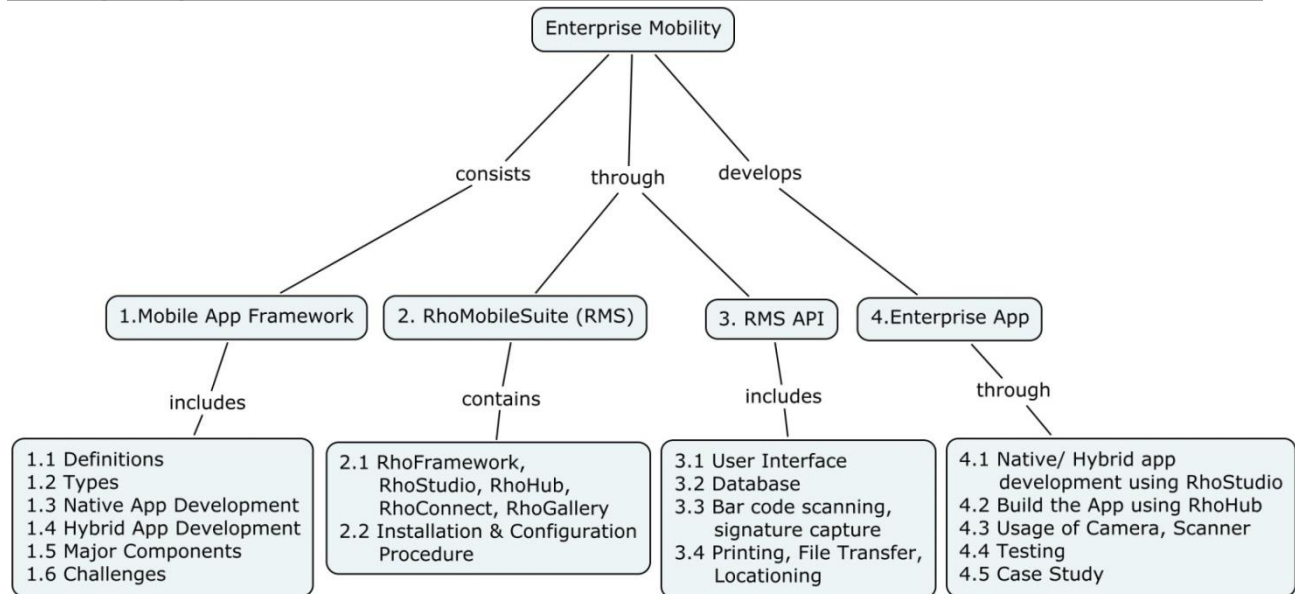 Enterprise Mobility
consists
through
develops
1.Mobile App Framework
2. RhoMobileSuite (RMS)
3. RMS API
4.Enterprise App
includes
contains
includes
through
1.1 Definitions
1.2 Types
1.3 Native App Development
1.4 Hybrid App Development
1.5 Major Components
1.6 Challenges
2.1 RhoFramework,
RhoStudio, RhoHub,
RhoConnect, RhoGallery
2.2 Installation & Configuration
Procedure
3.1 User Interface
3.2 Database
3.3 Bar code scanning,
signature capture
3.4 Printing, File Transfer,
Locationing
4.1 Native/ Hybrid app
development using RhoStudio
4.2 Build the App using RhoHub
4.3 Usage of Camera, Scanner
4.4 Testing
4.5 Case Study